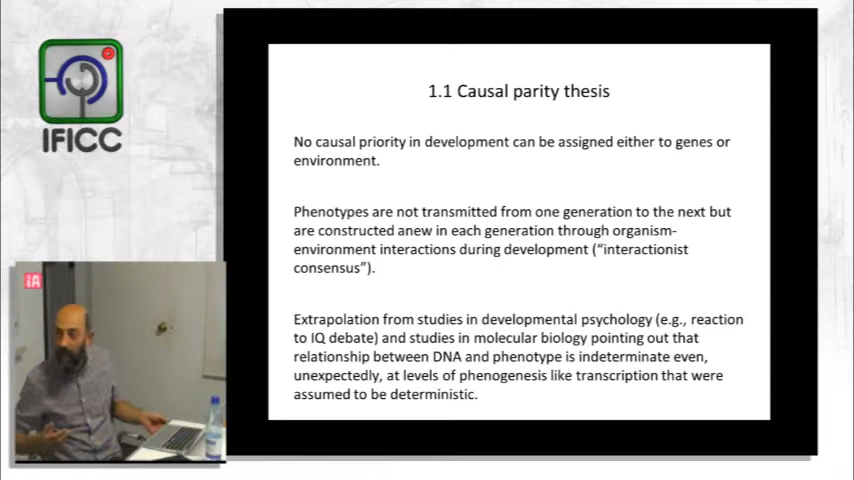 IFICC
1.1 Causal parity thesis
No causal priority in development can be assigned either to genes or
environment.
Phenotypes are not transmitted from one generation to the next but
are constructed anew in each generation through organism-
environment interactions during development (“interactionist
consensus”).
Extrapolation from studies in developmental psychology (e.g., reaction
to IQ debate) and studies in molecular biology pointing out that
relationship between DNA and phenotype is indeterminate even,
unexpectedly, at levels of phenogenesis like transcription that were
assumed to be deterministic.
iA